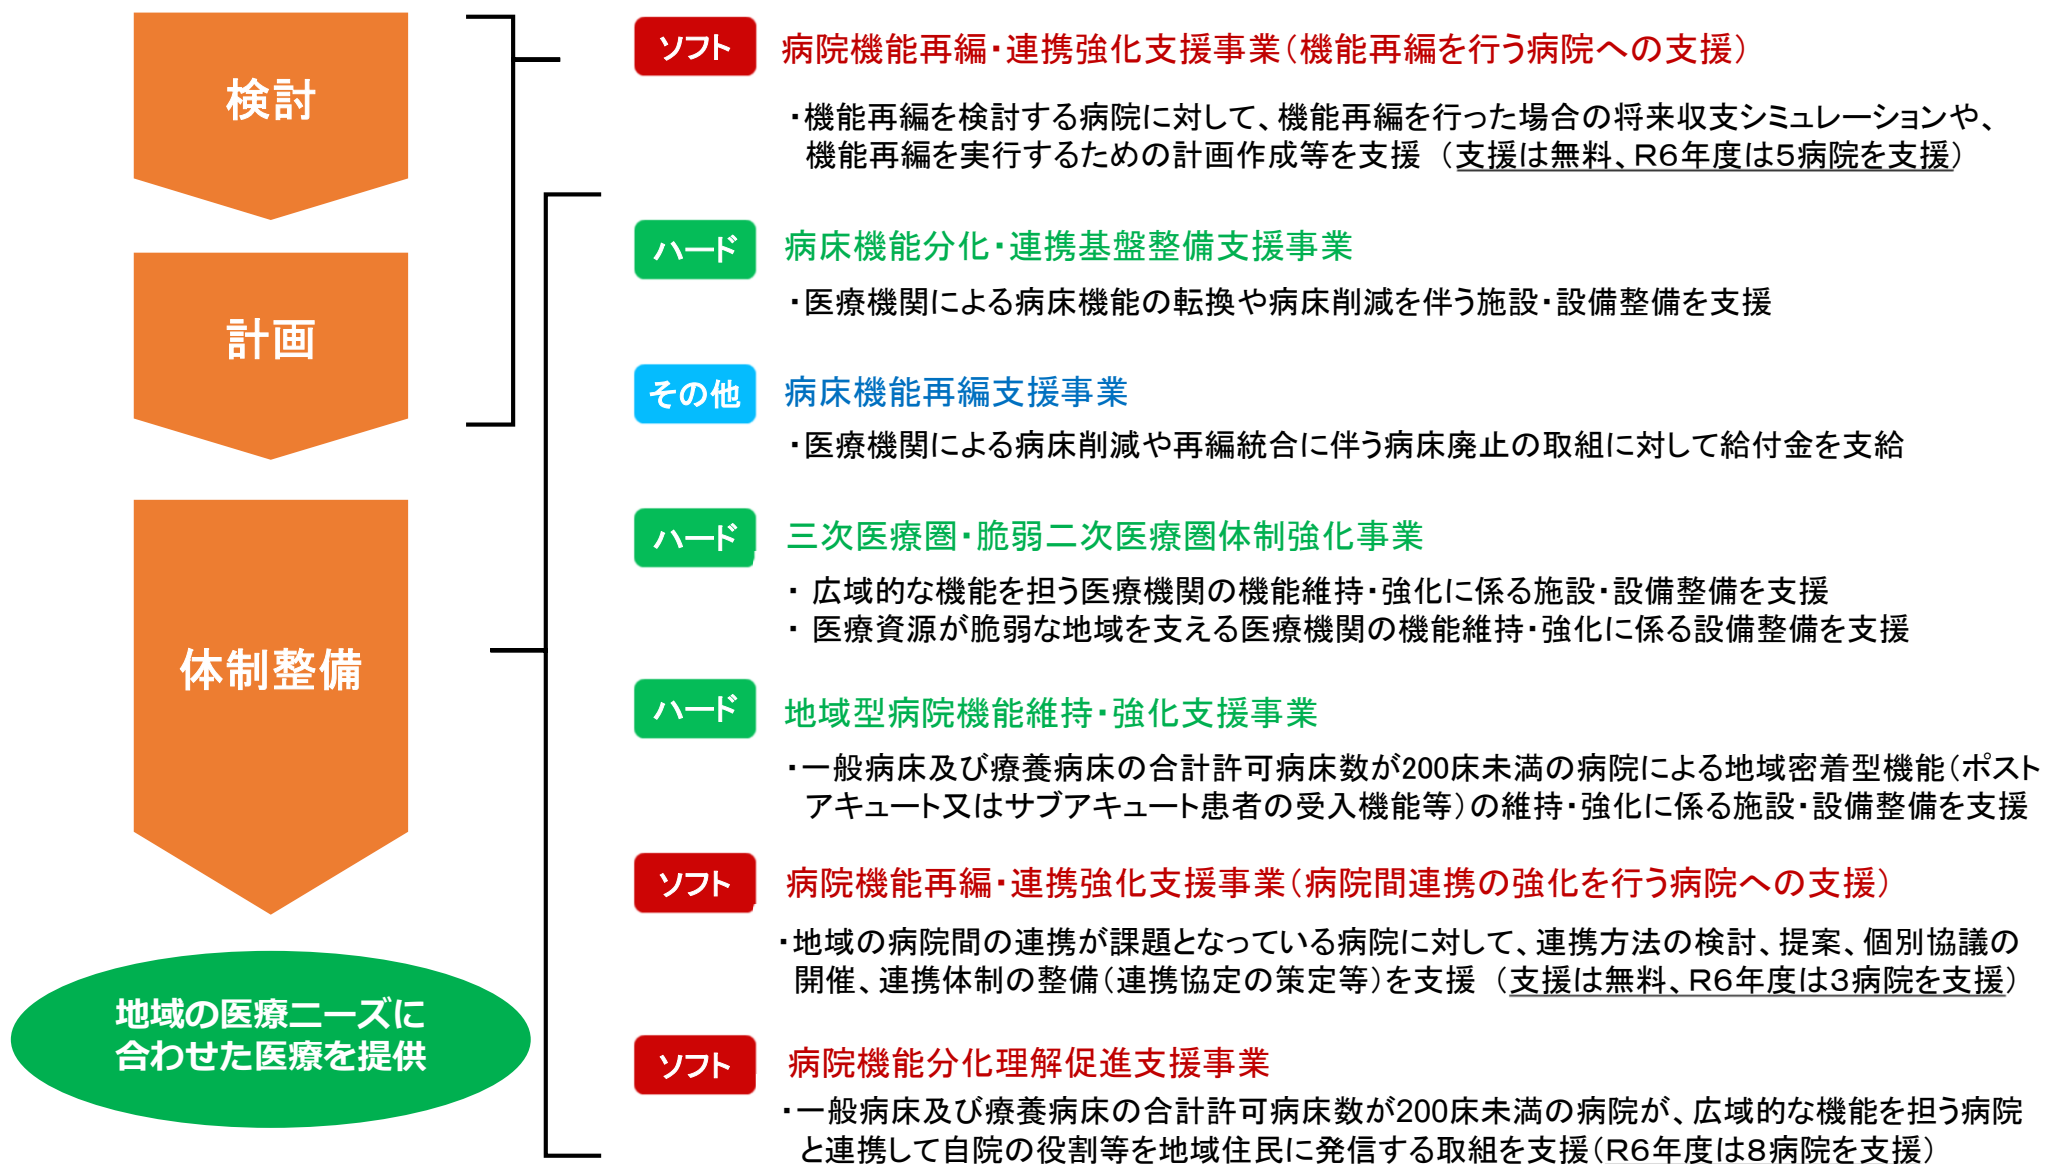 検討
計画
体制整備
地域の医療ニーズに
合わせた医療を提供
ソフト 病院機能再編・連携強化支援事業(機能再編を行う病院への支援)
・機能再編を検討する病院に対して、機能再編を行った場合の将来収支シミュレーションや、
機能再編を実行するための計画作成等を支援 (支援は無料、R6年度は5病院を支援)
ハード 病床機能分化・連携基盤整備支援事業
・医療機関による病床機能の転換や病床削減を伴う施設・設備整備を支援
その他 病床機能再編支援事業
・医療機関による病床削減や再編統合に伴う病床廃止の取組に対して給付金を支給
ハード 三次医療圏・脆弱二次医療圏体制強化事業
・ 広域的な機能を担う医療機関の機能維持・強化に係る施設・設備整備を支援
・ 医療資源が脆弱な地域を支える医療機関の機能維持・強化に係る設備整備を支援
ハード 地域型病院機能維持・強化支援事業
・一般病床及び療養病床の合計許可病床数が200床未満の病院による地域密着型機能(ポスト
アキュート又はサブアキュート患者の受入機能等)の維持・強化に係る施設・設備整備を支援
ソフト 病院機能再編・連携強化支援事業(病院間連携の強化を行う病院への支援)
・地域の病院間の連携が課題となっている病院に対して、連携方法の検討、提案、個別協議の
開催、連携体制の整備(連携協定の策定等)を支援 (支援は無料、R6年度は3病院を支援)
ソフト 病院機能分化理解促進支援事業
・一般病床及び療養病床の合計許可病床数が200床未満の病院が、広域的な機能を担う病院
と連携して自院の役割等を地域住民に発信する取組を支援(R6年度は8病院を支援)